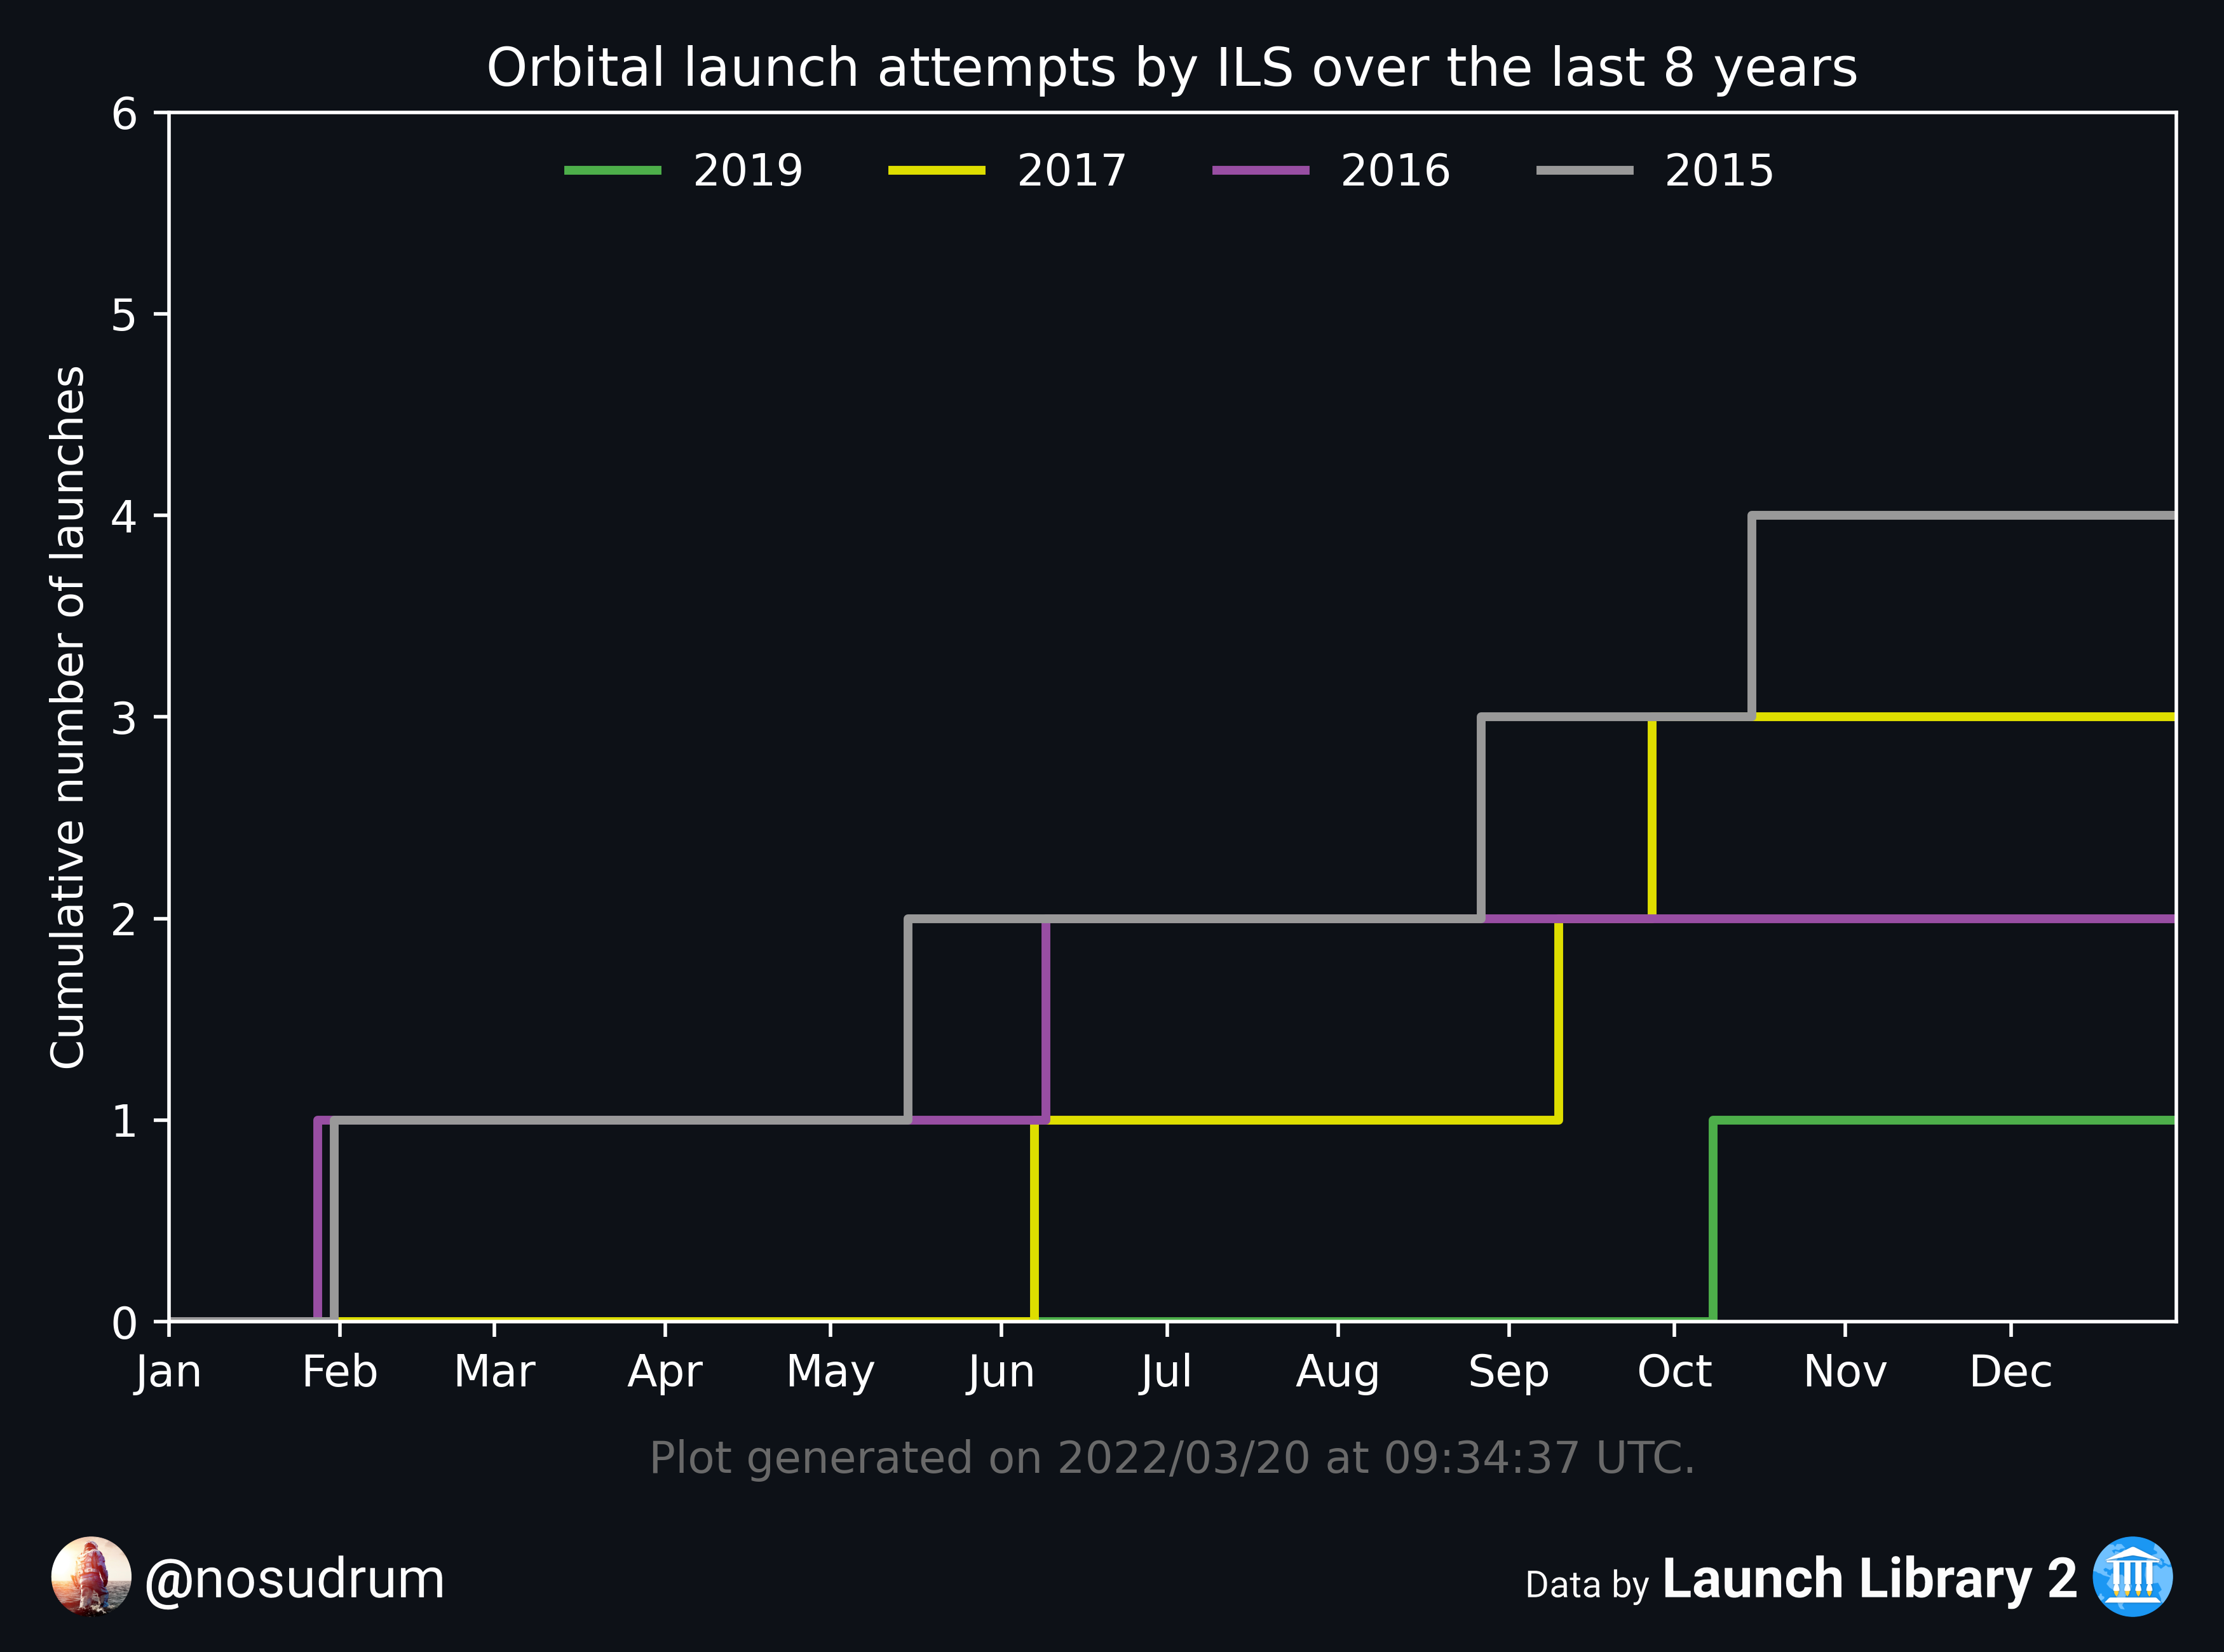 Orbital launch attempts by ILS over the last 8 years
2019 2017 2016 2015
Cumulative number of launches
6
5
4
3
2
1
0
Jan Feb Mar Apr May Jun Jul Aug Sep Oct Nov Dec
Plot generated on 2022/03/20 at 09:34:37 UTC.
@nosudrum
Data by Launch Library 2